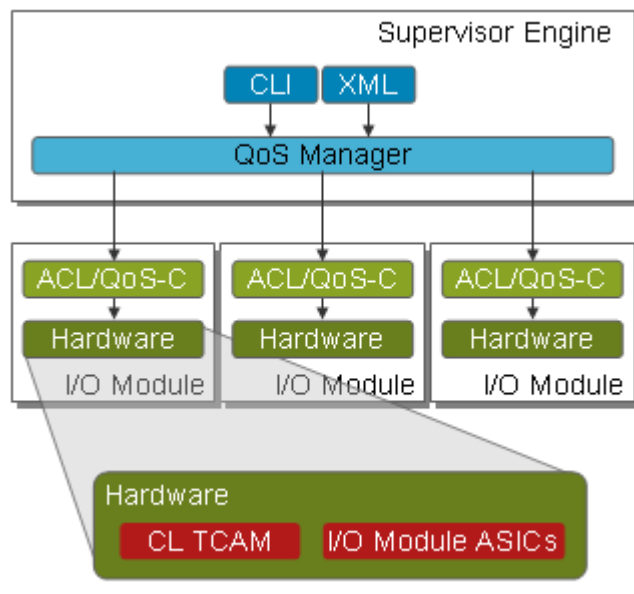 Supervisor Engine
CLI XML
QoS Manager
ACL/QoS-C ACL/QoS-C ACL/QoS-C
Hardware Hardware Hardware
I/O Module I/O Module I/O Module
Hardware
CL TCAM I/O Module ASICs